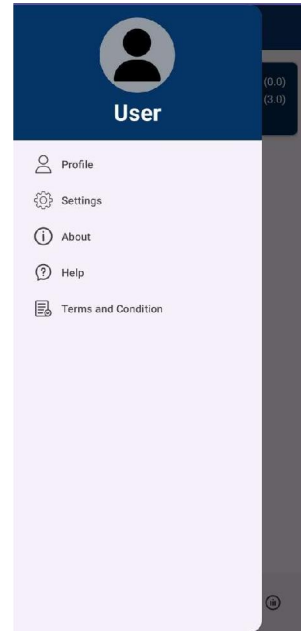 User
(0.0)
(3.0)
Profile
Settings
About
Help
Terms and Condition